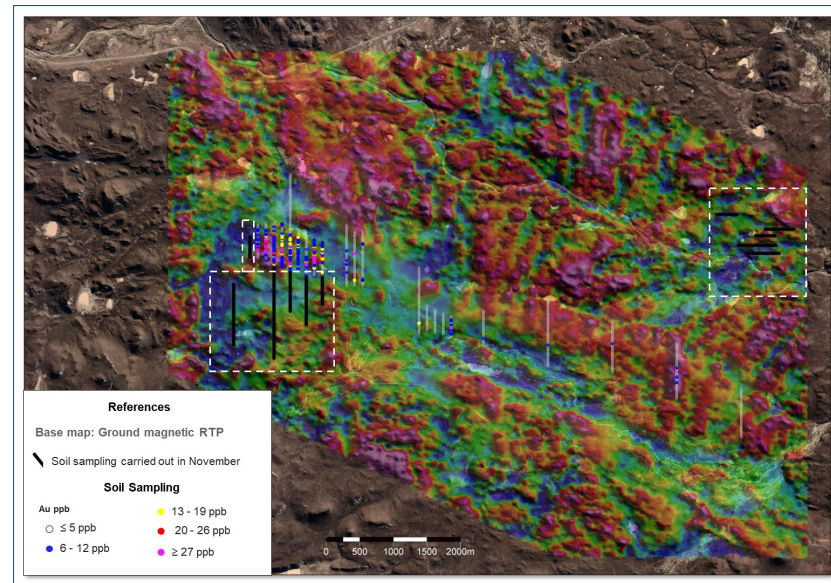 References
Base map: Ground magnetic RTP
Soil sampling carried out in November
Soil Sampling
Au ppb
≤ 5 ppb
6 - 12 ppb
13 - 19 ppb
20 - 26 ppb
≥ 27 ppb
0 500 1000 1500 2000m